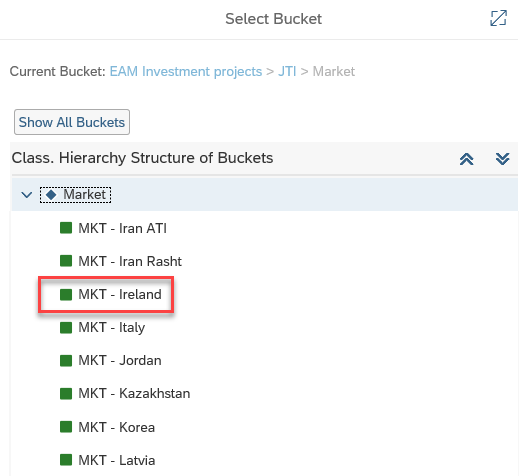 Select Bucket
Current Bucket: EAM Investment projects > JTI > Market
Show All Buckets
Class. Hierarchy Structure of Buckets
Market
MKT - Iran ATI
MKT - Iran Rasht
MKT - Ireland
MKT - Italy
MKT - Jordan
MKT - Kazakhstan
MKT - Korea
MKT - Latvia